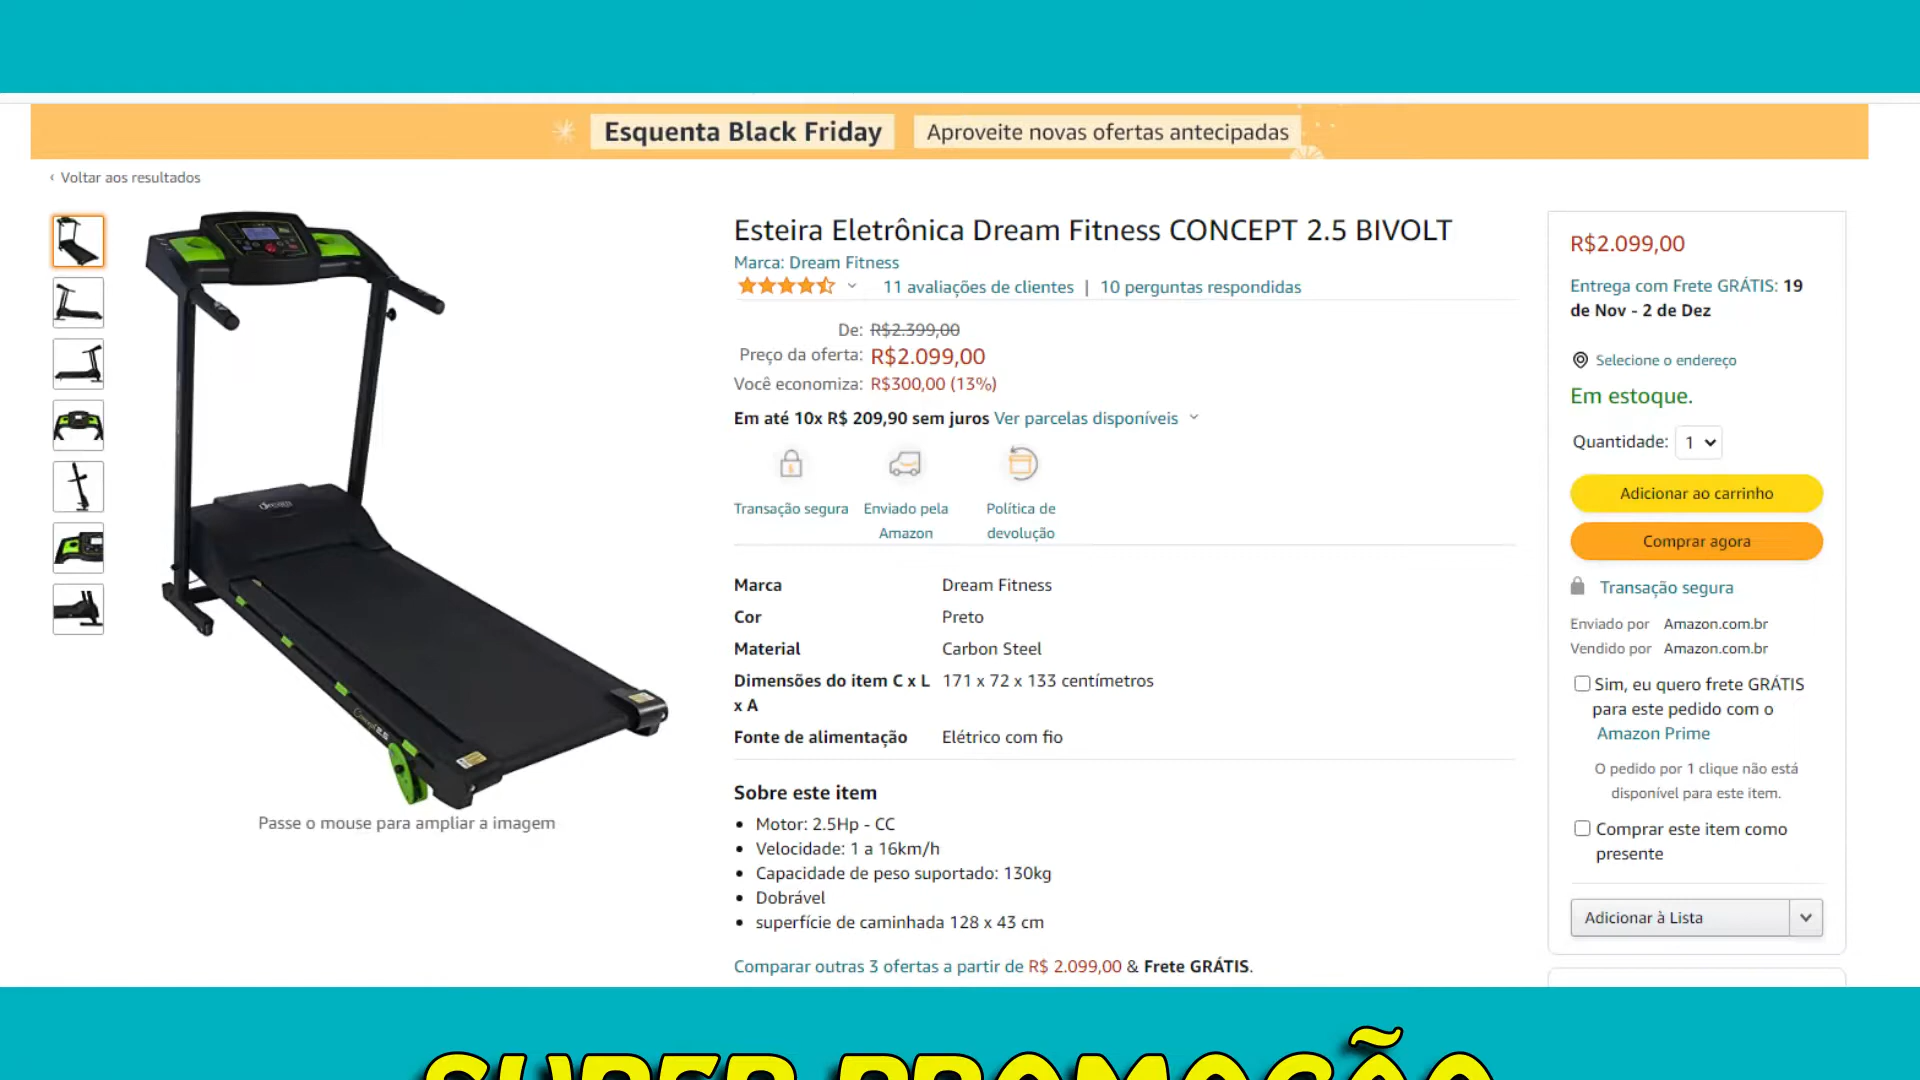 Esquenta Black Friday Aproveite novas ofertas antecipadas
‹ Voltar aos resultados
Esteira Eletrônica Dream Fitness CONCEPT 2.5 BIVOLT
Marca: Dream Fitness
11 avaliações de clientes | 10 perguntas respondidas
De: R$2.399,00
Preço da oferta: R$2.099,00
Você economiza: R$300,00 (13%)
Em até 10x R$ 209,90 sem juros Ver parcelas disponíveis
Transação segura
Enviado pela
Amazon
Política de
devolução
Marca Dream Fitness
Cor Preto
Material Carbon Steel
Dimensões do item C x L 171 x 72 x 133 centímetros
x A
Fonte de alimentação Elétrico com fio
Sobre este item
Motor: 2.5Hp - CC
Velocidade: 1 a 16km/h
Capacidade de peso suportado: 130kg
Dobrável
superfície de caminhada 128 x 43 cm
Comparar outras 3 ofertas a partir de R$ 2.099,00 & Frete GRÁTIS.
dream
Passe o mouse para ampliar a imagem
R$2.099,00
Entrega com Frete GRÁTIS: 19
de Nov - 2 de Dez
Selecione o endereço
Em estoque.
Quantidade: 1
Adicionar ao carrinho
Comprar agora
Transação segura
Enviado por Amazon.com.br
Vendido por Amazon.com.br
Sim, eu quero frete GRÁTIS
para este pedido com o
Amazon Prime
O pedido por 1 clique não está
disponível para este item.
Comprar este item como
presente
Adicionar à Lista
SUPER PROMOÇÃO